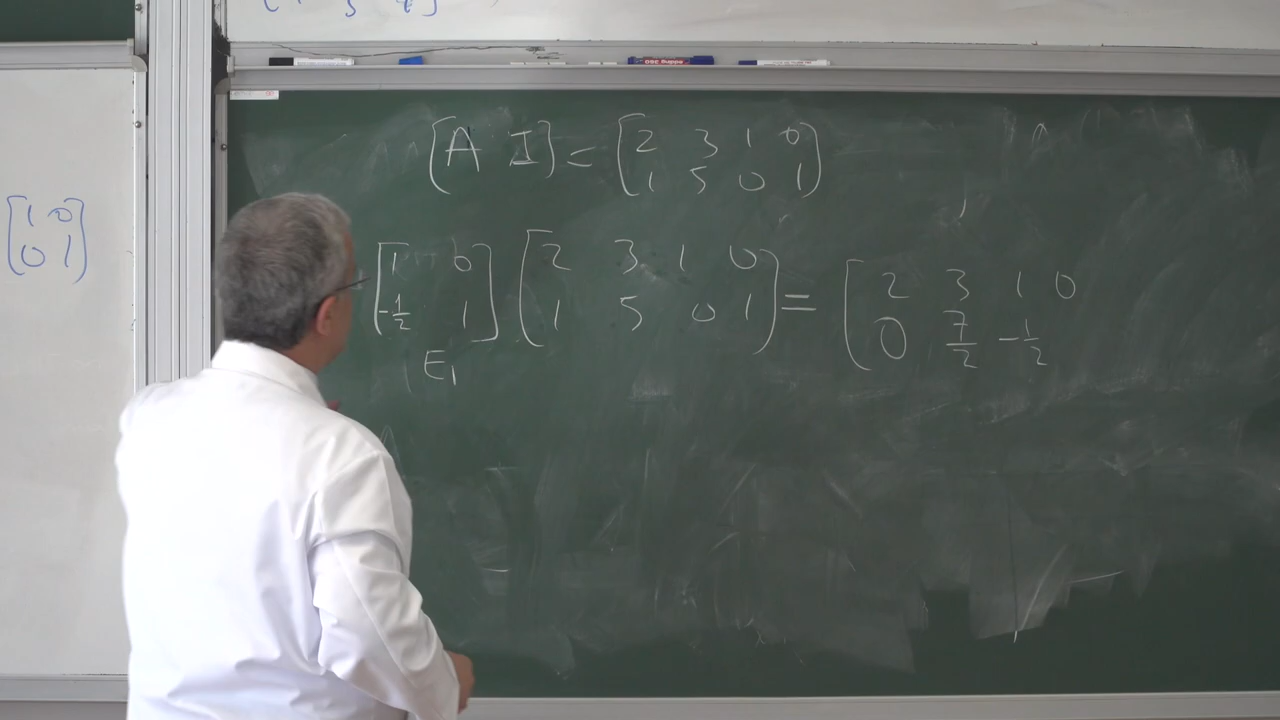 [1 0
0 1]
[A I] = [2 3 1 0
1 5 0 1]
[1 0
-1/2 1] [2 3 1 0
1 5 0 1] = [2 3 1 0
0 7/2 -1/2
E1